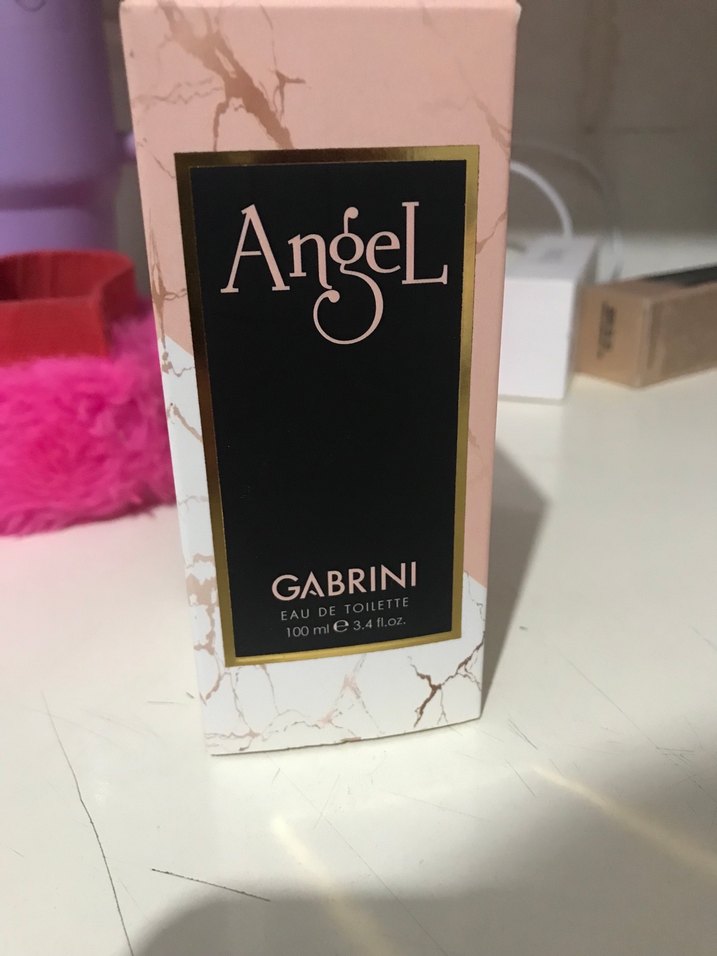 AngeL
GABRINI
EAU DE TOILETTE
100 ml ℮ 3.4 fl.oz.